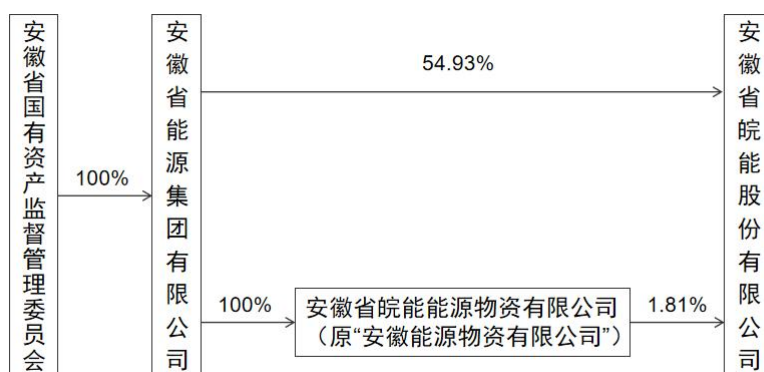 安徽省国有资产监督管理委员会
100%
安徽省能源集团有限公司
54.93%
100%
安徽省皖能能源物资有限公司
（原“安徽能源物资有限公司”）
1.81%
安徽省皖能股份有限公司